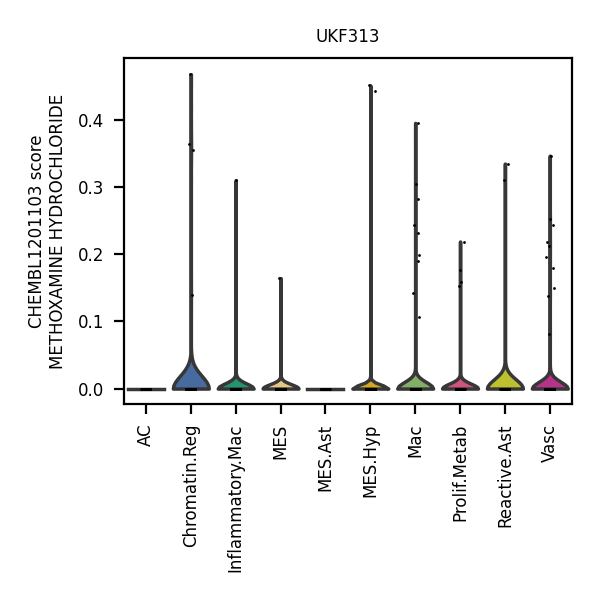 UKF313
CHEMBL1201103 score
METHOXAMINE HYDROCHLORIDE
0.4
0.3
0.2
0.1
0.0
AC
Chromatin.Reg
Inflammatory.Mac
MES
MES.Ast
MES.Hyp
Mac
Prolif.Metab
Reactive.Ast
Vasc